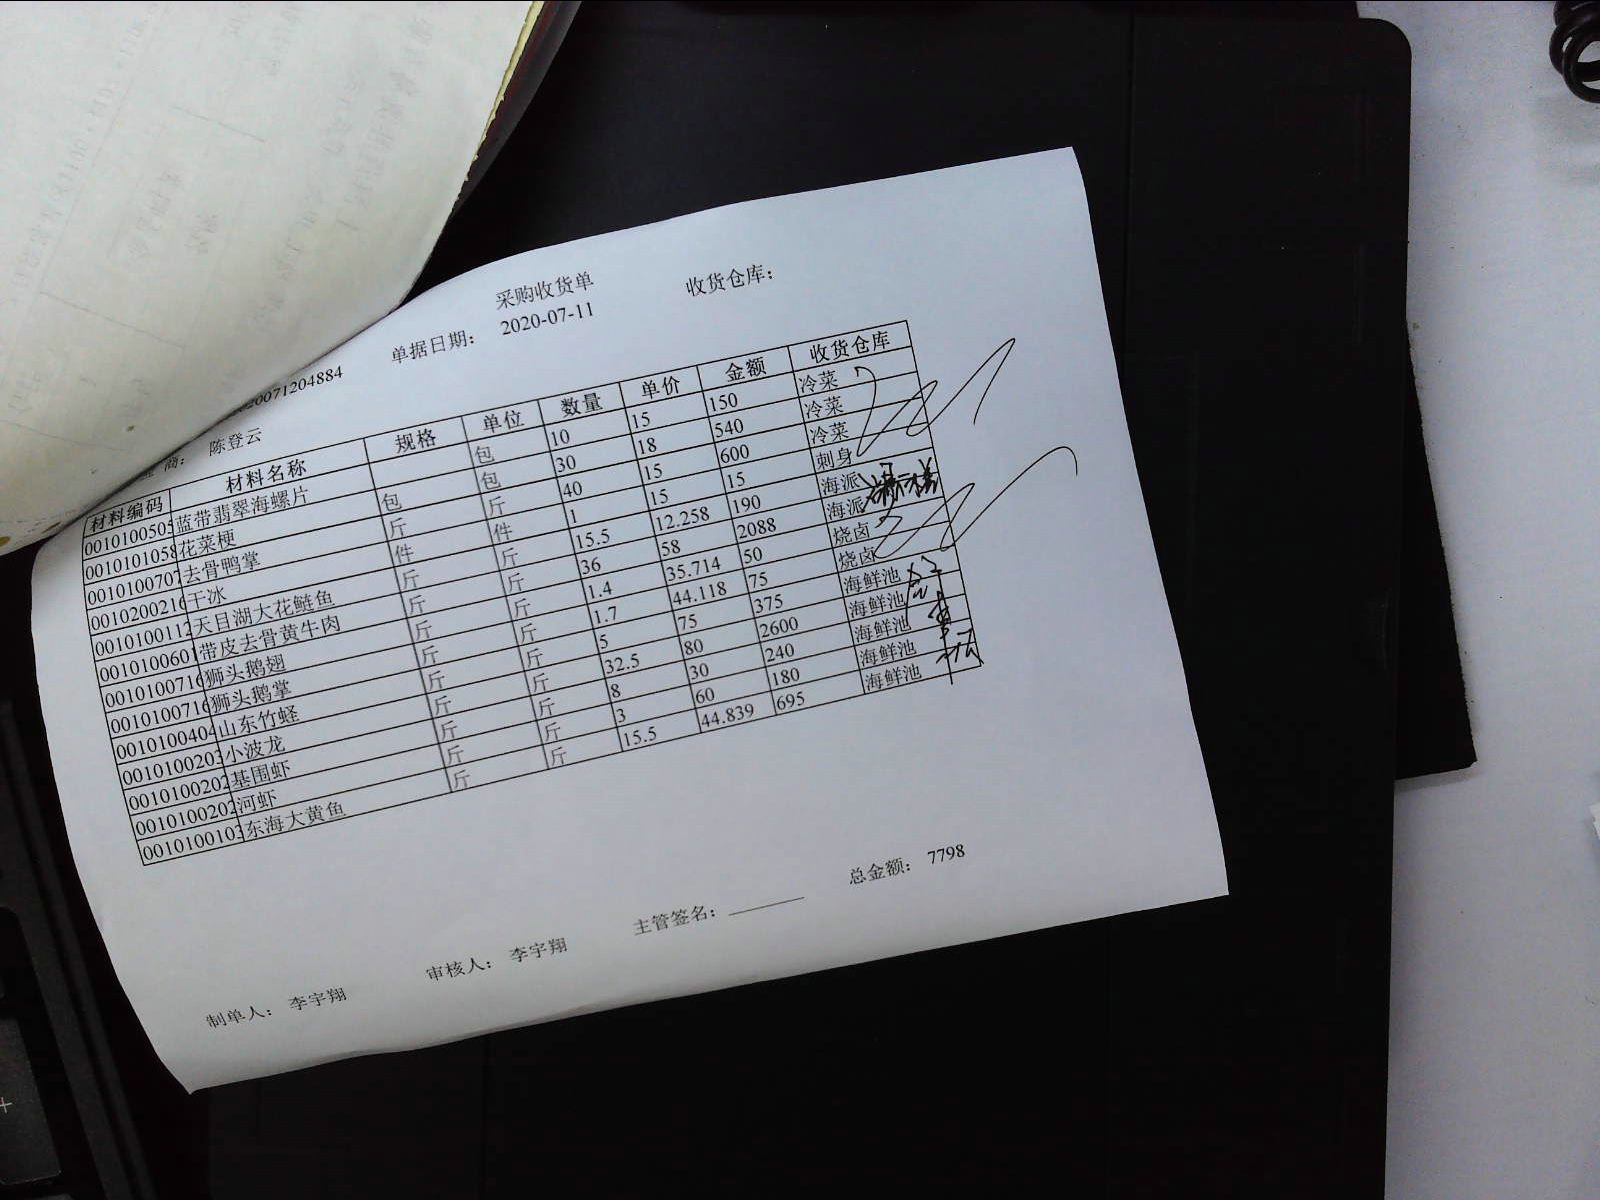 采购收货单
单据日期： 2020-07-11 收货仓库：
20071204884
商： 陈登云
材料编码 材料名称 规格 单位 数量 单价 金额 收货仓库
0010100505 蓝带翡翠海螺片 包 10 15 150 冷菜
0010101058 花菜梗 包 包 30 18 540 冷菜
0010100707 去骨鸭掌 斤 斤 40 15 600 冷菜
0010200216 干冰 件 件 1 15 15 刺身
0010100112 天目湖大花鲢鱼 斤 斤 15.5 12.258 190 海派
0010100601 带皮去骨黄牛肉 斤 斤 36 58 2088 海派
0010100716 狮头鹅翅 斤 斤 1.4 35.714 50 烧卤
0010100716 狮头鹅掌 斤 斤 1.7 44.118 75 烧卤
0010100404 山东竹蛏 斤 斤 5 75 375 海鲜池
0010100203 小波龙 斤 斤 32.5 80 2600 海鲜池
0010100202 基围虾 斤 斤 8 30 240 海鲜池
0010100202 河虾 斤 斤 3 60 180 海鲜池
0010100103 东海大黄鱼 斤 斤 15.5 44.839 695 海鲜池
总金额： 7798
制单人： 李宇翔 审核人： 李宇翔 主管签名：